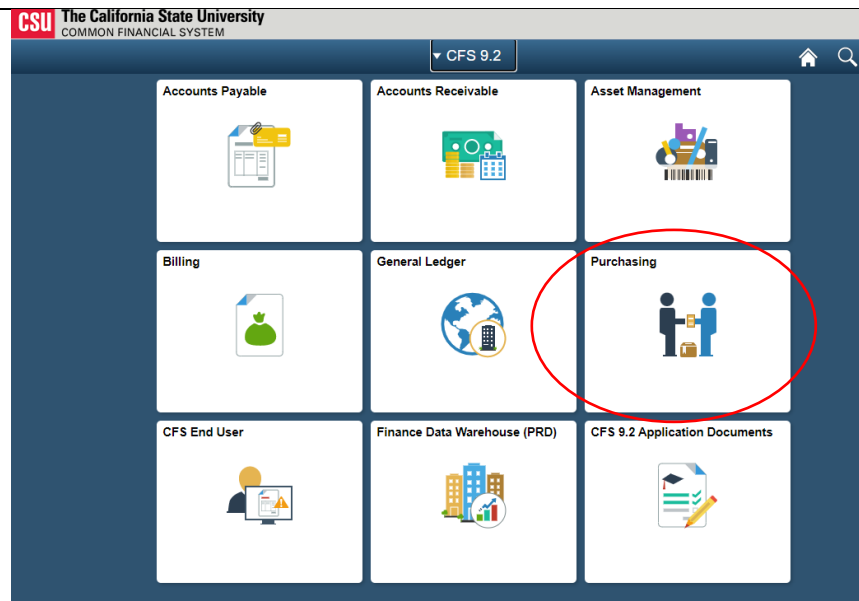 CSU The California State University
COMMON FINANCIAL SYSTEM
CFS 9.2
Accounts Payable
Accounts Receivable
Asset Management
Billing
General Ledger
Purchasing
CFS End User
Finance Data Warehouse (PRD)
CFS 9.2 Application Documents